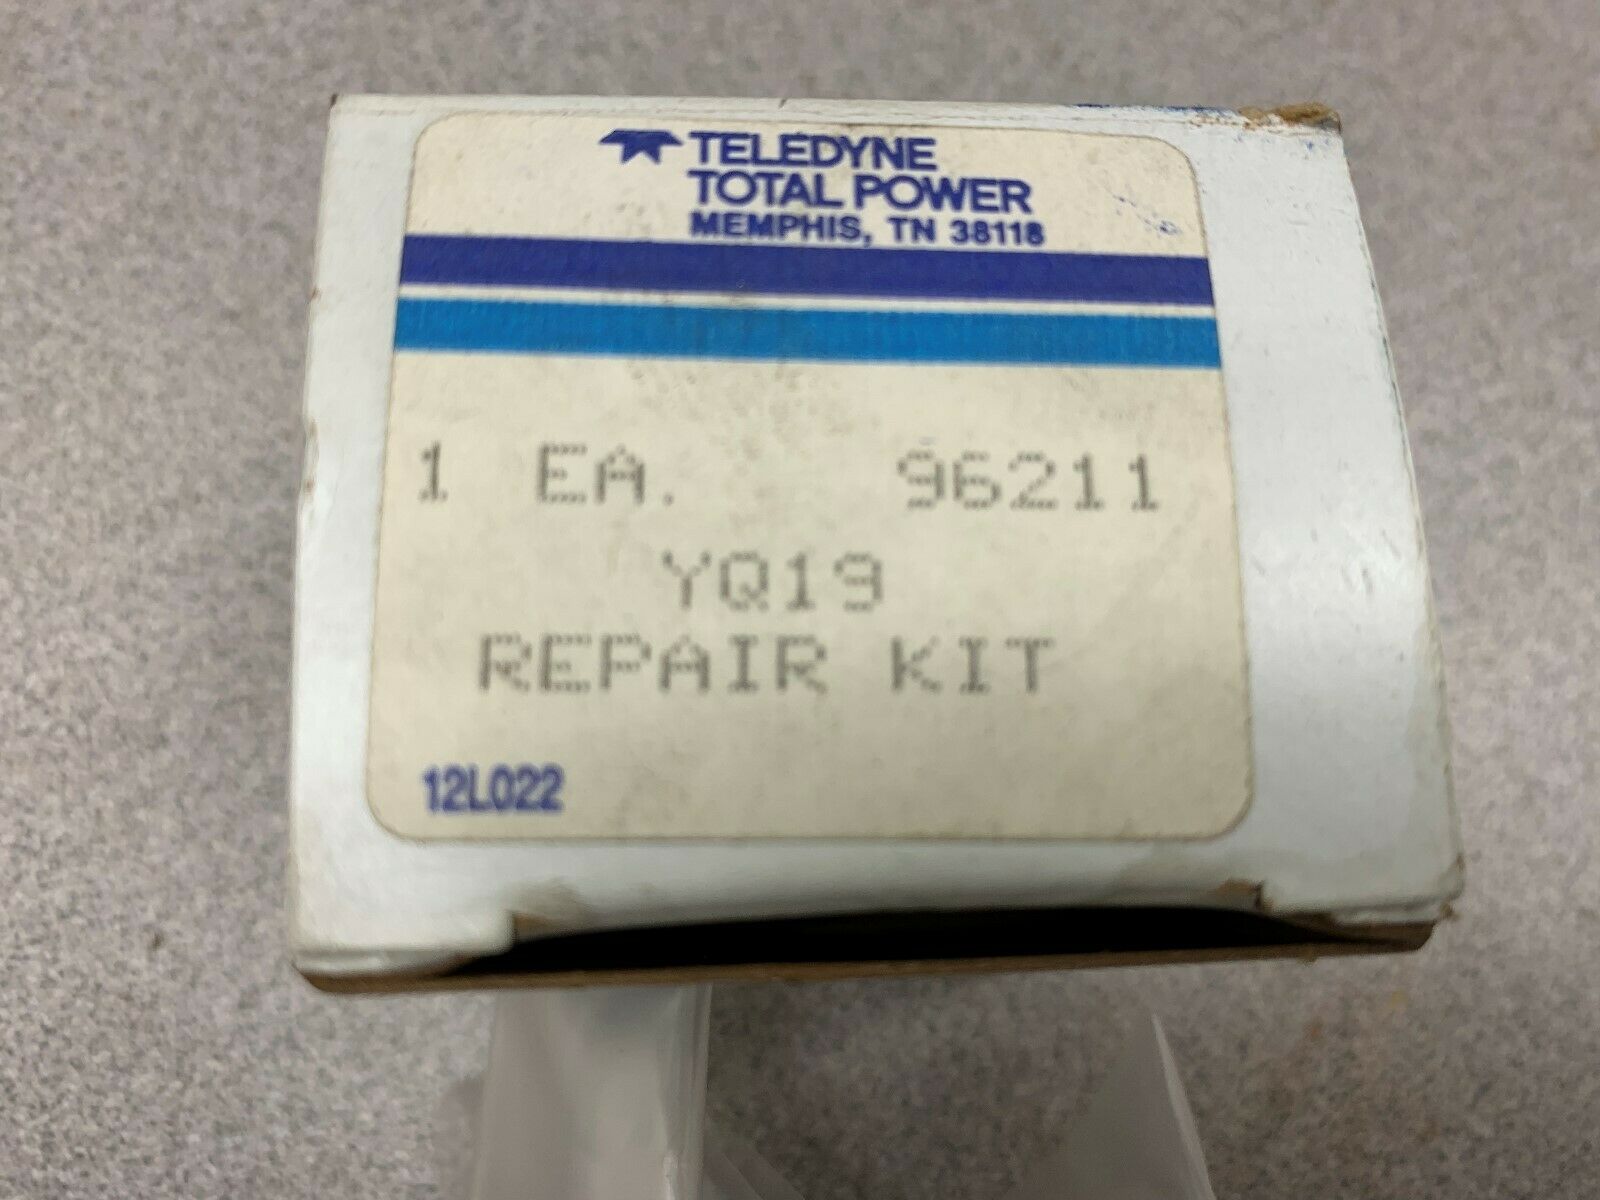 TELEDYNE
TOTAL POWER
MEMPHIS, TN 38118
1 EA. 96211
YQ19
REPAIR KIT
12L022